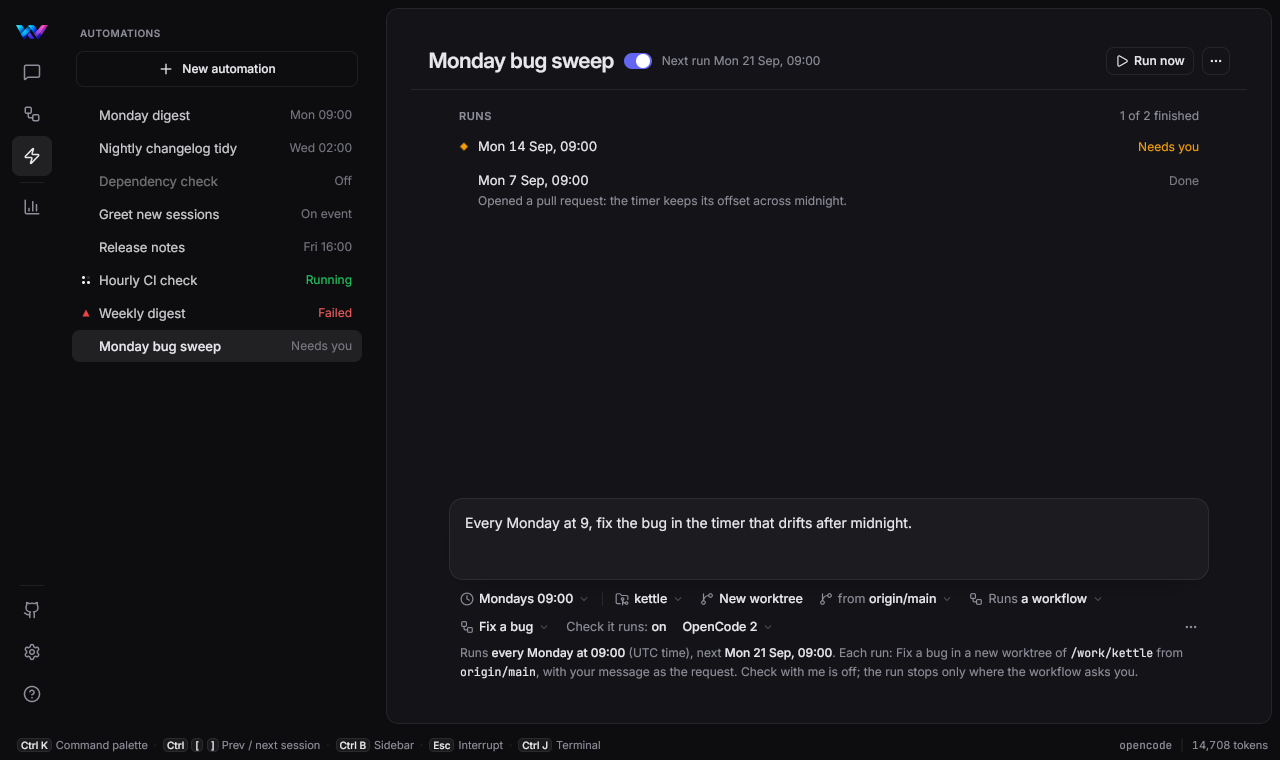 AUTOMATIONS
New automation
Monday digest Mon 09:00
Nightly changelog tidy Wed 02:00
Dependency check Off
Greet new sessions On event
Release notes Fri 16:00
Hourly CI check Running
Weekly digest Failed
Monday bug sweep Needs you
Monday bug sweep Next run Mon 21 Sep, 09:00 Run now
RUNS 1 of 2 finished
Mon 14 Sep, 09:00 Needs you
Mon 7 Sep, 09:00 Done
Opened a pull request: the timer keeps its offset across midnight.
Every Monday at 9, fix the bug in the timer that drifts after midnight.
Mondays 09:00 kettle New worktree from origin/main Runs a workflow
Fix a bug Check it runs: on OpenCode 2
Runs every Monday at 09:00 (UTC time), next Mon 21 Sep, 09:00. Each run: Fix a bug in a new worktree of /work/kettle from
origin/main, with your message as the request. Check with me is off; the run stops only where the workflow asks you.
Ctrl K Command palette · Ctrl [ ] Prev / next session · Ctrl B Sidebar · Esc Interrupt · Ctrl J Terminal opencode 14,708 tokens